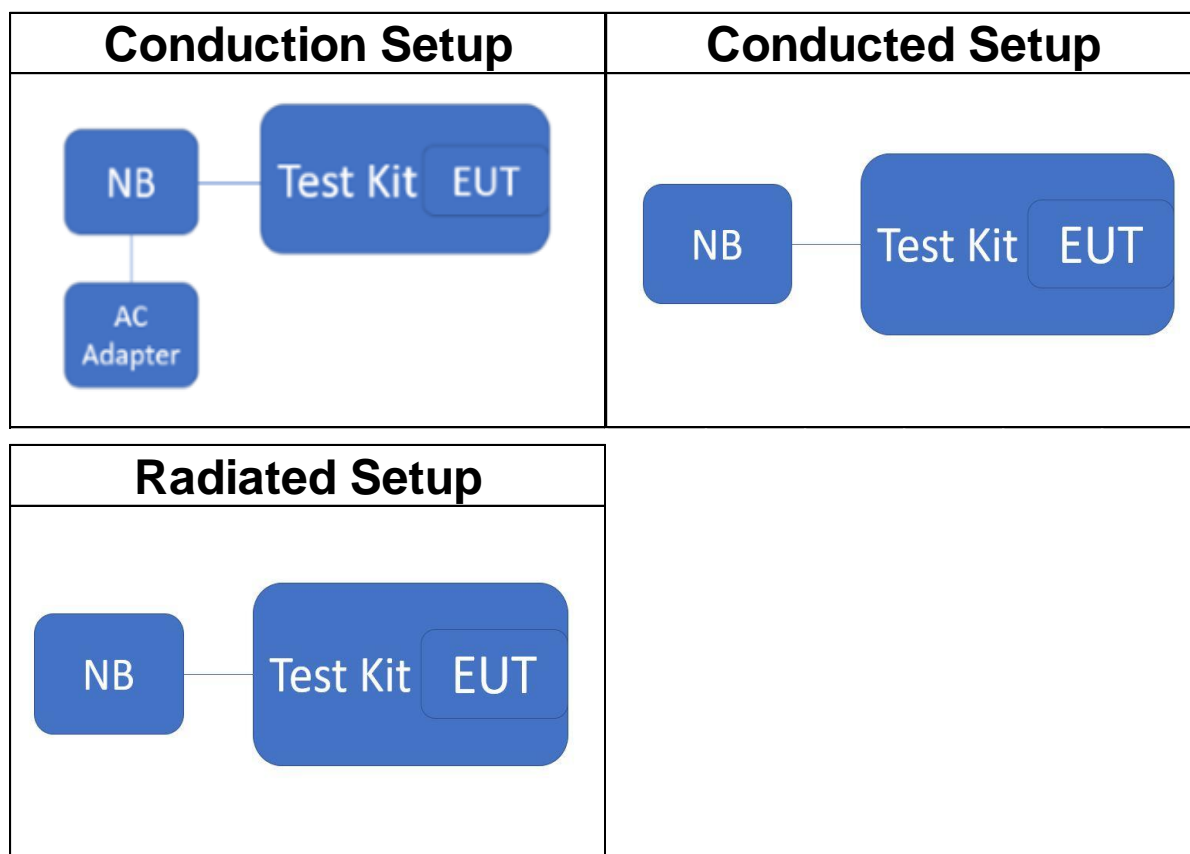 Conduction Setup
Conducted Setup
NB
Test Kit EUT
AC
Adapter
NB
Test Kit EUT
Radiated Setup
NB
Test Kit EUT